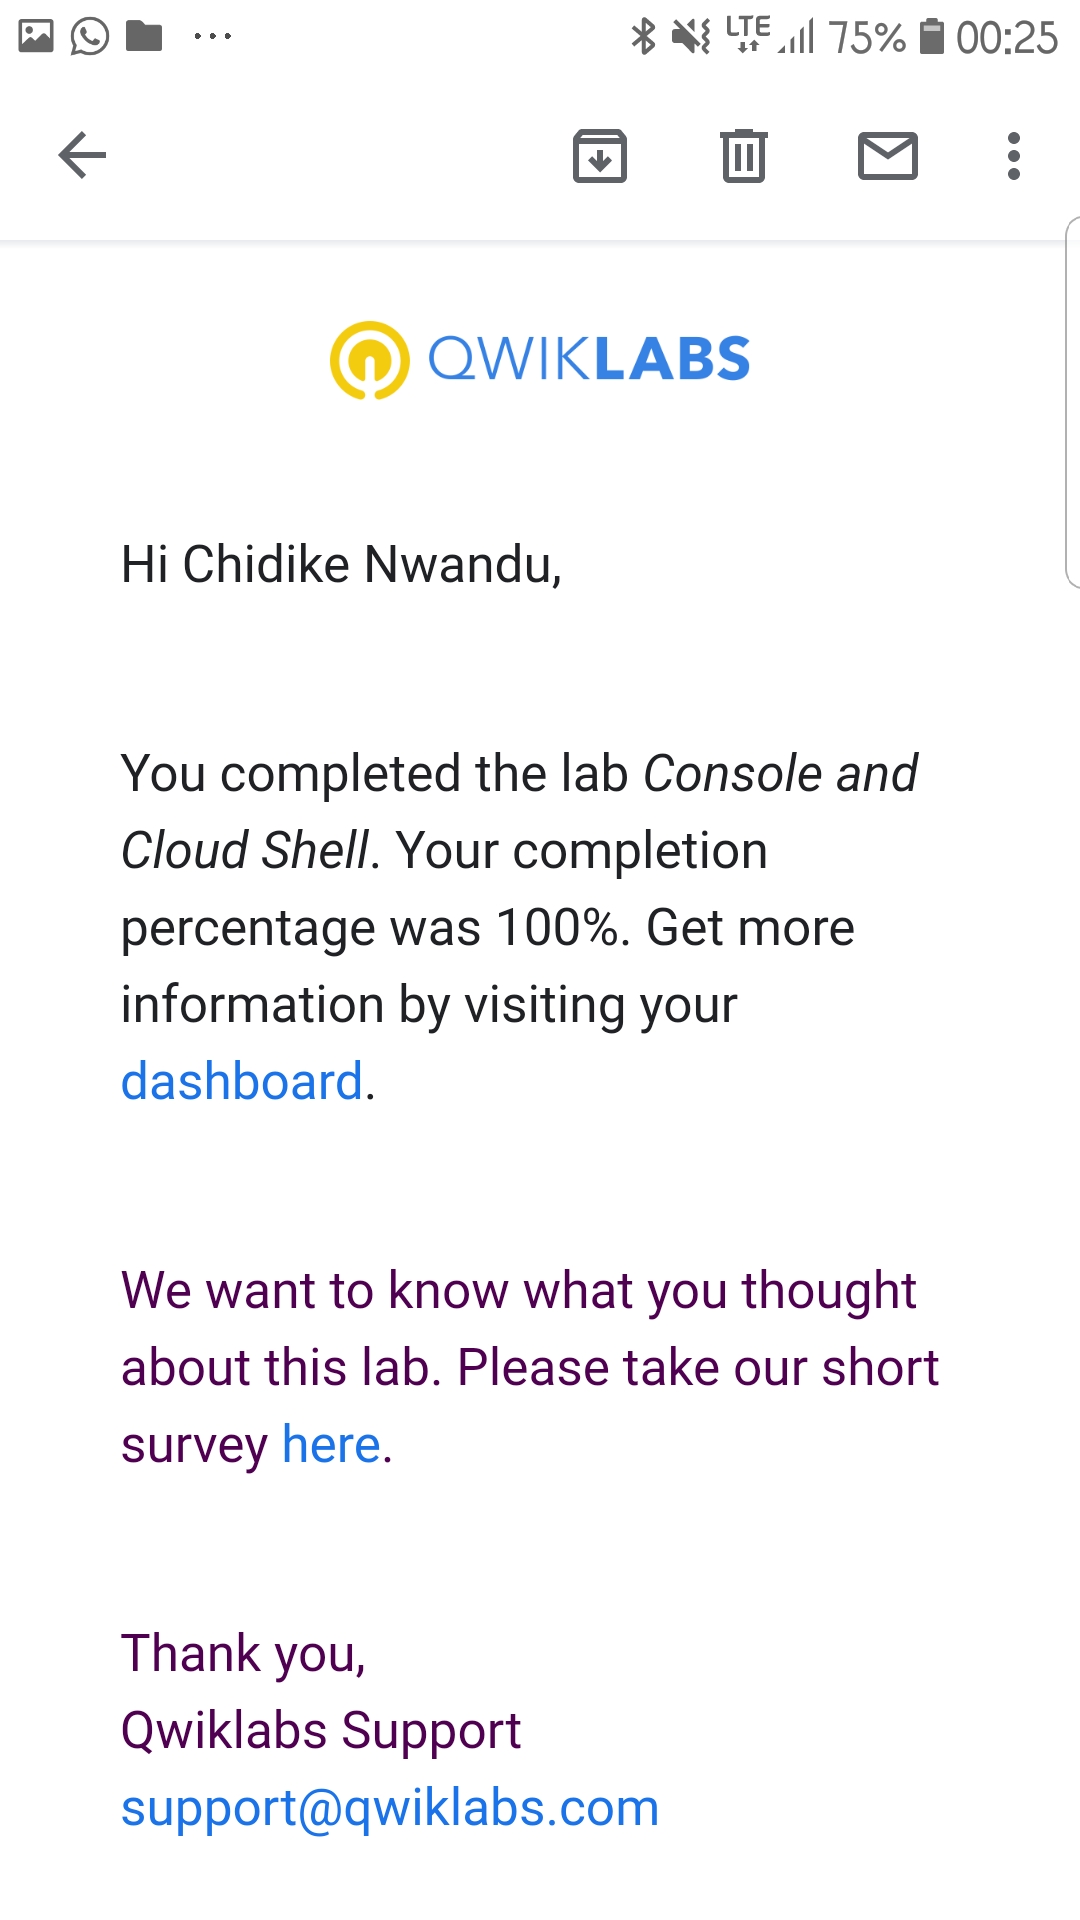 LTE 75% 00:25
QWIKLABS
Hi Chidike Nwandu,
You completed the lab Console and
Cloud Shell. Your completion
percentage was 100%. Get more
information by visiting your
dashboard.
We want to know what you thought
about this lab. Please take our short
survey here.
Thank you,
Qwiklabs Support
support@qwiklabs.com